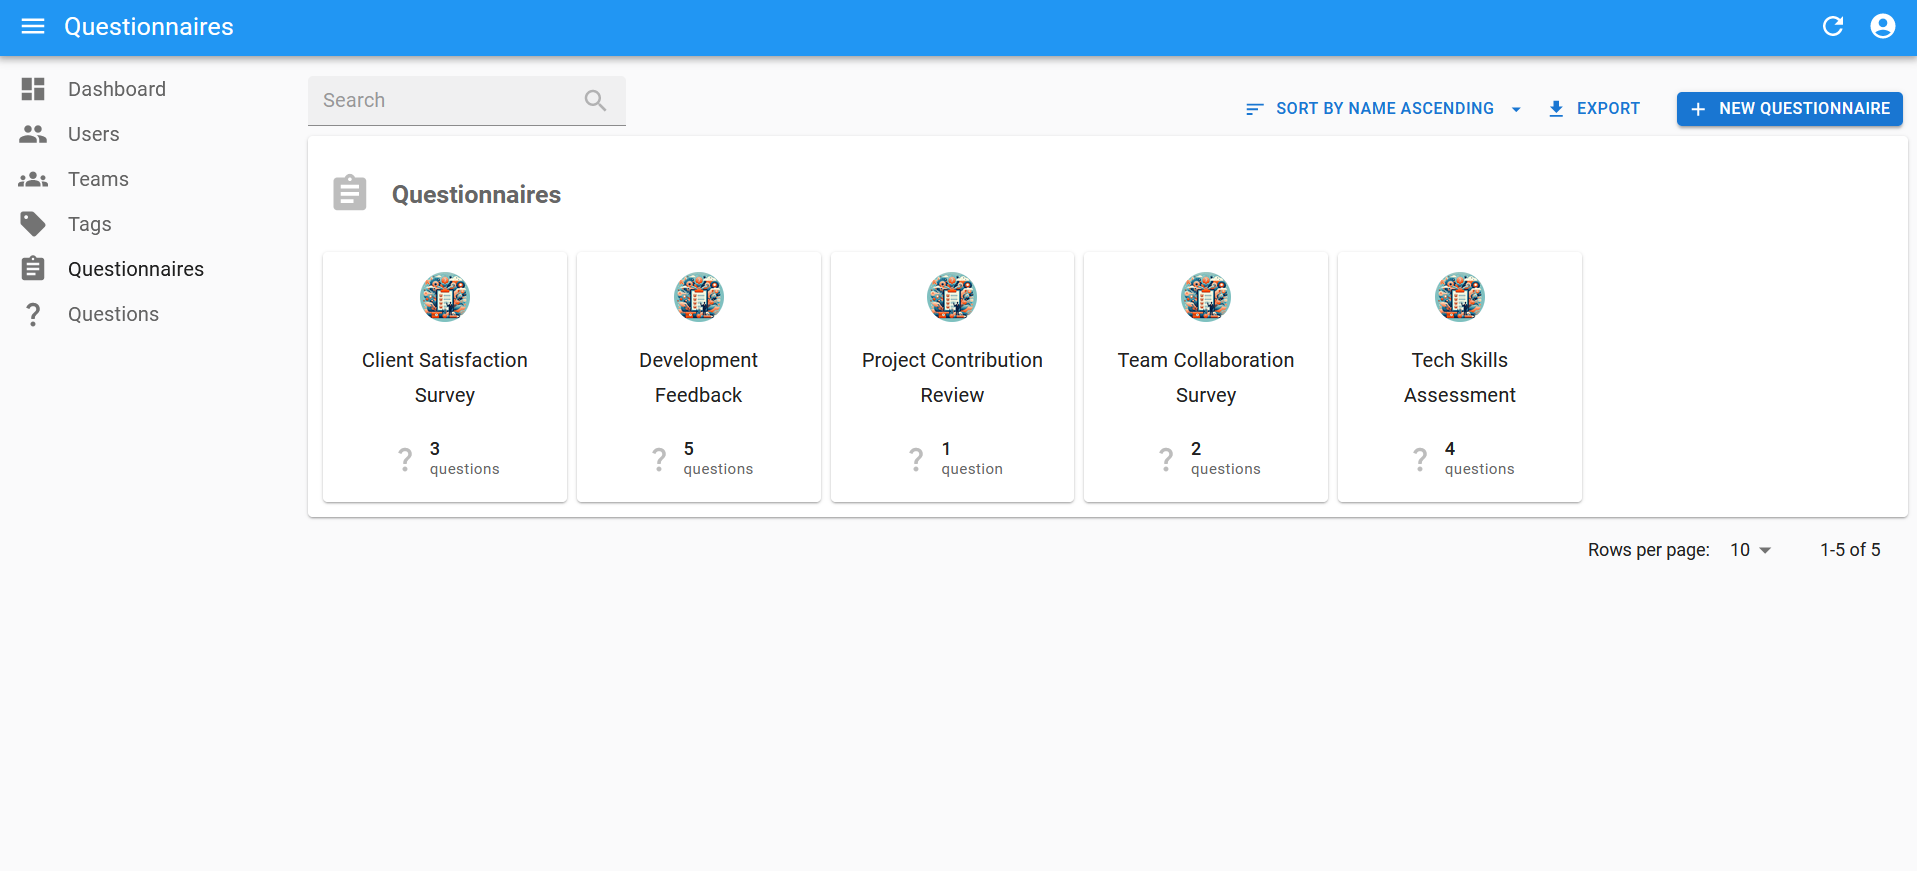 Questionnaires
Dashboard
Users
Teams
Tags
Questionnaires
Questions
Search
SORT BY NAME ASCENDING
EXPORT
NEW QUESTIONNAIRE
Questionnaires
Client Satisfaction
Survey
3
questions
Development
Feedback
5
questions
Project Contribution
Review
1
question
Team Collaboration
Survey
2
questions
Tech Skills
Assessment
4
questions
Rows per page: 10 1-5 of 5